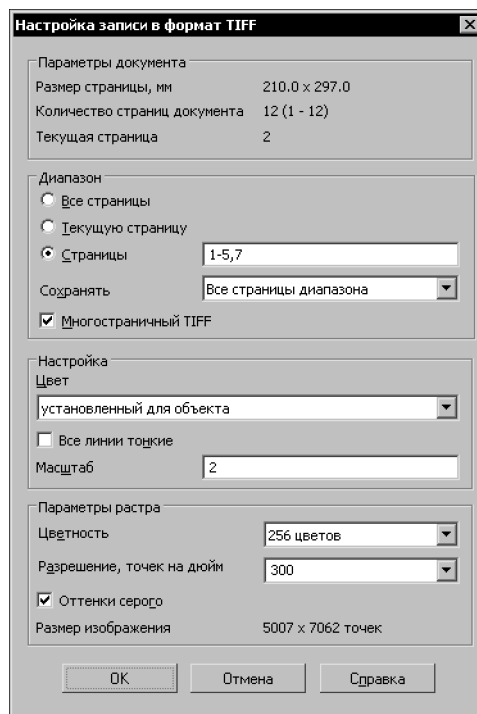 Настройка записи в формат TIFF
Параметры документа
Размер страницы, мм 210.0 x 297.0
Количество страниц документа 12 (1 - 12)
Текущая страница 2
Диапазон
Все страницы
Текущую страницу
Страницы 1-5,7
Сохранять Все страницы диапазона
Многостраничный TIFF
Настройка
Цвет
установленный для объекта
Все линии тонкие
Масштаб 2
Параметры растра
Цветность 256 цветов
Разрешение, точек на дюйм 300
Оттенки серого
Размер изображения 5007 x 7062 точек
OK Отмена Справка